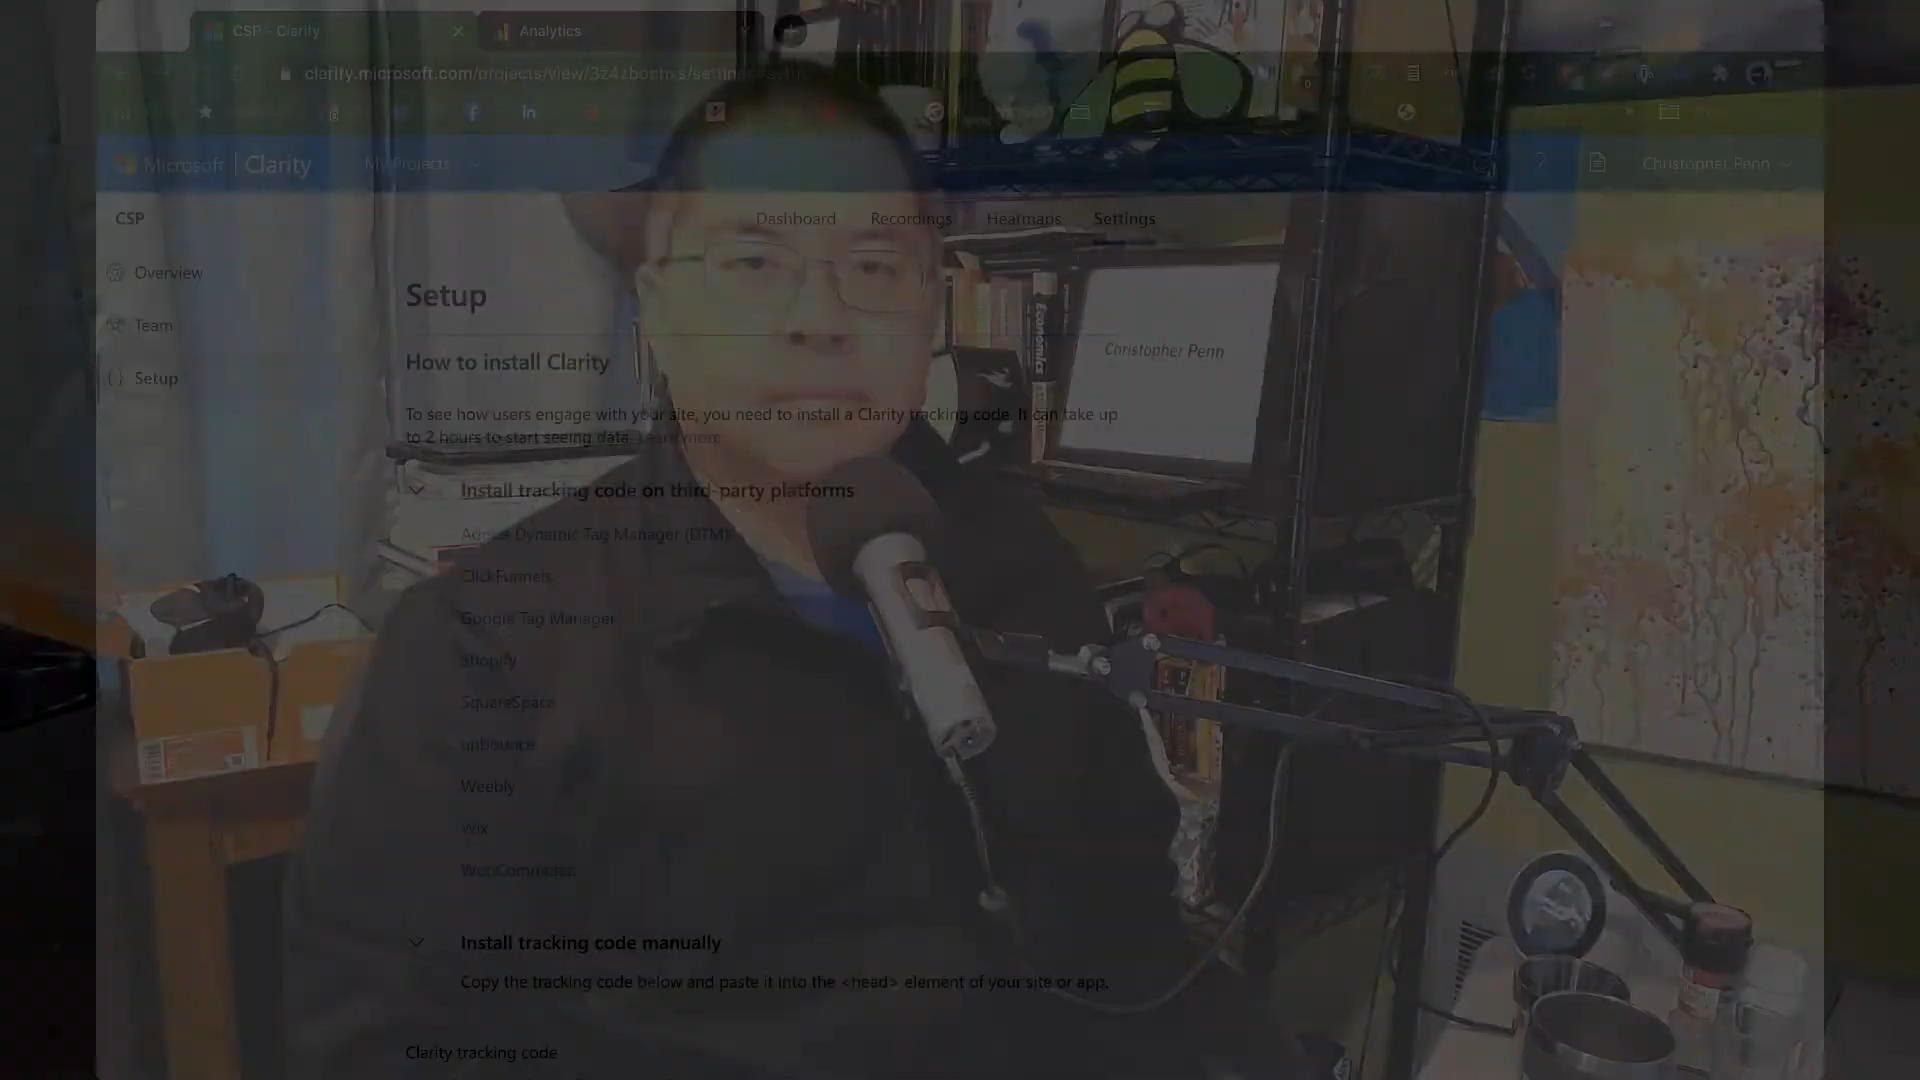 CSP - Clarity
Analytics
clarity.microsoft.com/projects/view/
Microsoft | Clarity
My Projects
Christopher Penn
CSP
Dashboard
Recordings
Heatmaps
Settings
Overview
Team
Setup
Setup
How to install Clarity
To see how users engage with your site, you need to install a Clarity tracking code. It can take up
to 2 hours to start seeing data. Learn more
Economics
Christopher Penn
Install tracking code on third-party platforms
Adobe Dynamic Tag Manager (DTM)
ClickFunnels
Google Tag Manager
Shopify
SquareSpace
unbounce
Weebly
Wix
WooCommerce
Install tracking code manually
Copy the tracking code below and paste it into the <head> element of your site or app.
Clarity tracking code